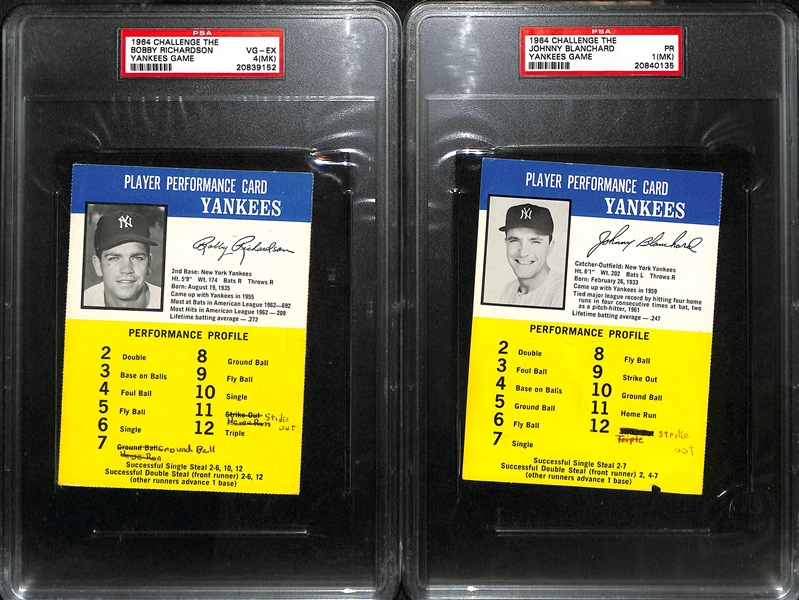 PSA
1964 CHALLENGE THE
BOBBY RICHARDSON VG-EX
YANKEES GAME 4(MK)
20839152
PLAYER PERFORMANCE CARD
YANKEES
NY
Bobby Richardson
2nd Base: New York Yankees
Ht. 5'9" Wt. 174 Bats R Throws R
Born: August 19, 1935
Came up with Yankees in 1955
Most at Bats in American League 1962—692
Most Hits in American League 1962 — 209
Lifetime batting average — .272
PERFORMANCE PROFILE
2 Double
3 Base on Balls
4 Foul Ball
5 Fly Ball
6 Single
7 Ground Ball Ground Ball
Home Run
8 Ground Ball
9 Fly Ball
10 Single
11 Strike Out Strike
Home Run out
12 Triple
Successful Single Steal 2-6, 10, 12
Successful Double Steal (front runner) 2-6, 12
(other runners advance 1 base)
PSA
1964 CHALLENGE THE PR
JOHNNY BLANCHARD 1(MK)
YANKEES GAME
20840135
PLAYER PERFORMANCE CARD
YANKEES
NY
Johnny Blanchard
Catcher-Outfield: New York Yankees
Ht. 6'1" Wt. 202 Bats L Throws R
Born: February 26, 1933
Came up with Yankees in 1959
Tied major league record by hitting four home
runs in four consecutive times at bat, two
as a pitch-hitter, 1961
Lifetime batting average — .247
PERFORMANCE PROFILE
2 Double
3 Foul Ball
4 Base on Balls
5 Ground Ball
6 Fly Ball
7 Single
8 Fly Ball
9 Strike Out
10 Ground Ball
11 Home Run
12 Strike Out Strike
Triple out
Successful Single Steal 2-7
Successful Double Steal (front runner) 2, 4-7
(other runners advance 1 base)